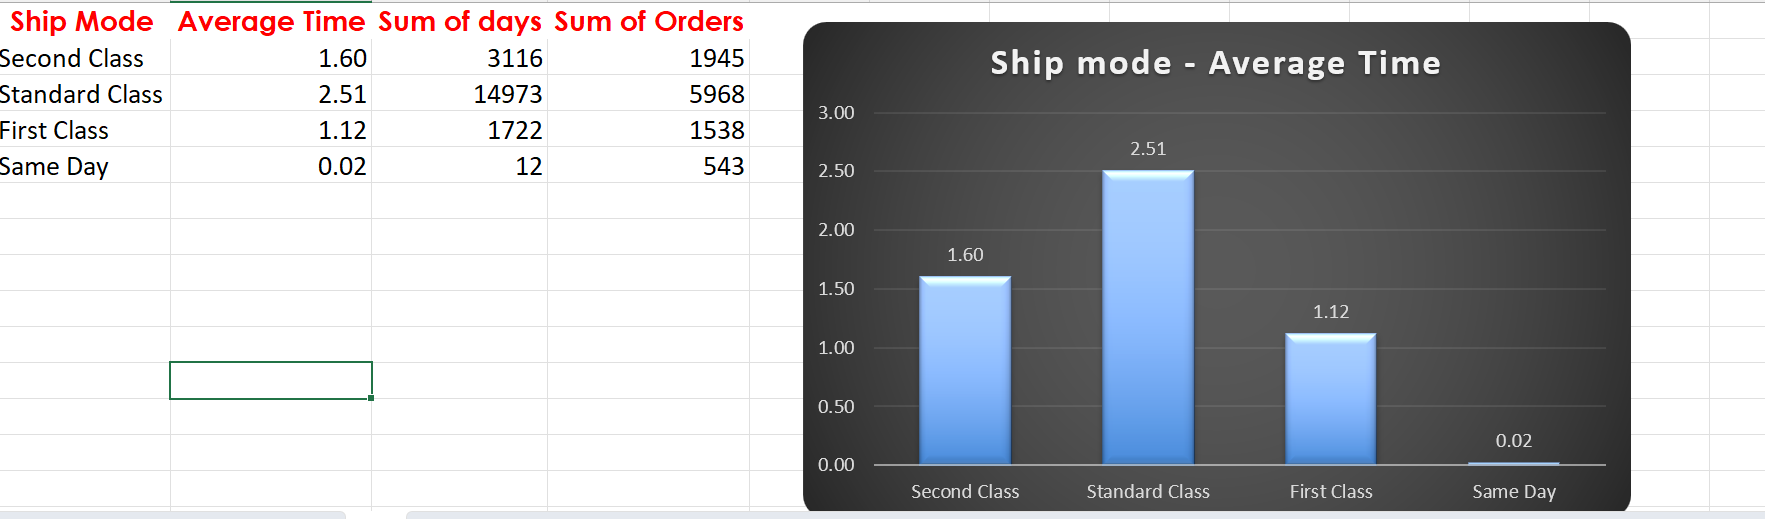 Ship Mode Average Time Sum of days Sum of Orders
Second Class 1.60 3116 1945
Standard Class 2.51 14973 5968
First Class 1.12 1722 1538
Same Day 0.02 12 543
Ship mode - Average Time
3.00
2.51
2.50
2.00
1.60
1.50
1.12
1.00
0.50
0.02
0.00
Second Class Standard Class First Class Same Day